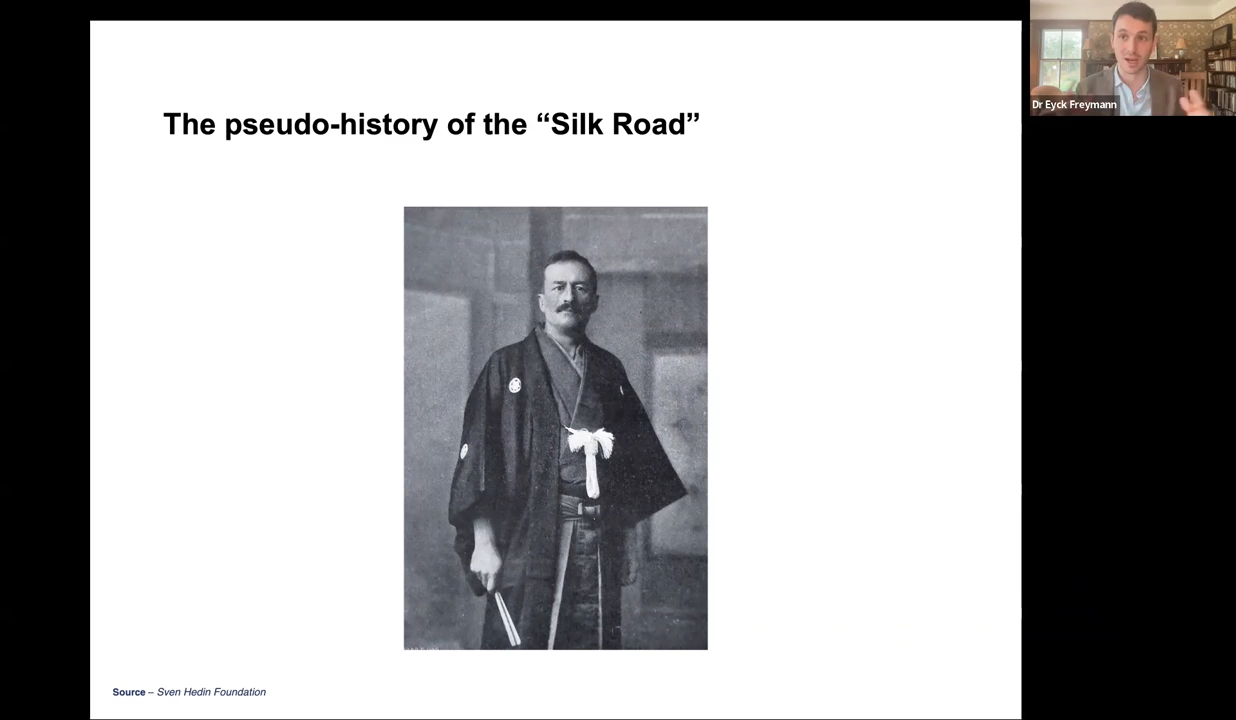 The pseudo-history of the “Silk Road”
Dr Eyck Freymann
Source – Sven Hedin Foundation